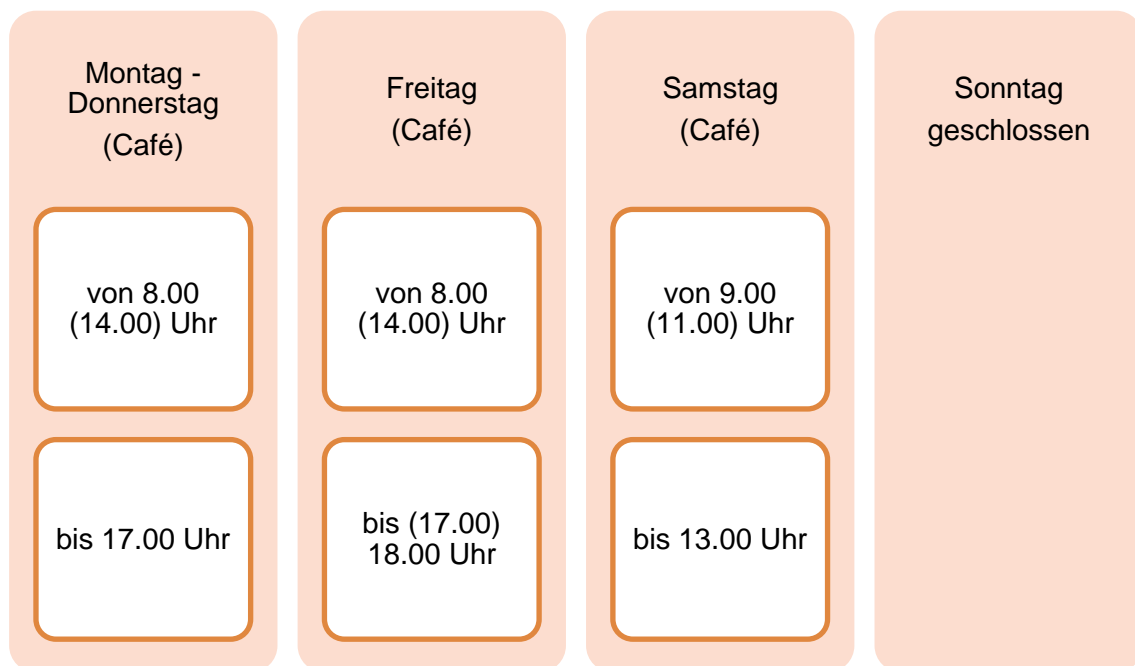 Montag -
Donnerstag
(Café)
von 8.00
(14.00) Uhr
bis 17.00 Uhr
Freitag
(Café)
von 8.00
(14.00) Uhr
bis (17.00)
18.00 Uhr
Samstag
(Café)
von 9.00
(11.00) Uhr
bis 13.00 Uhr
Sonntag
geschlossen